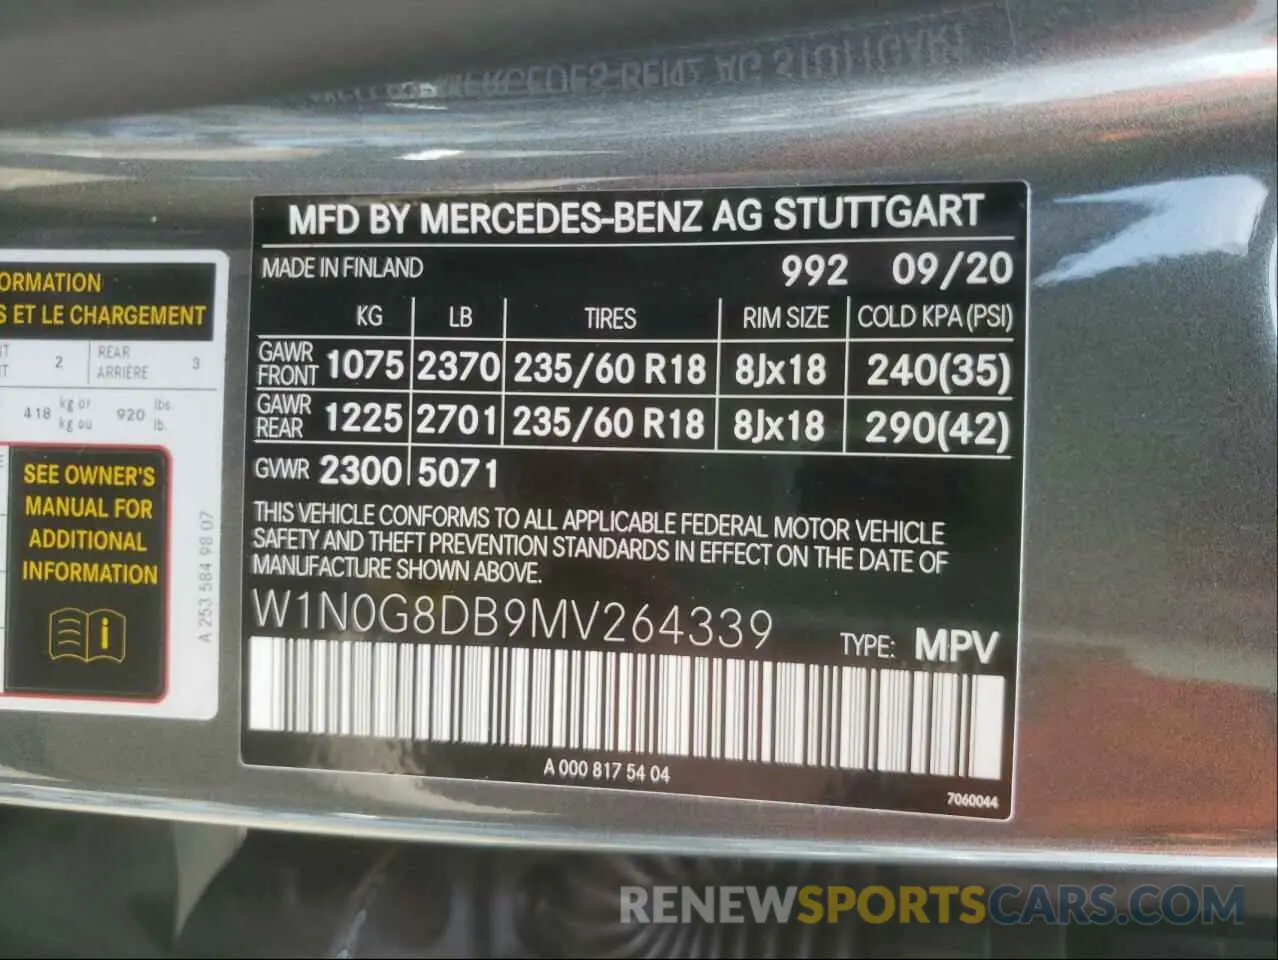 MFD BY MERCEDES-BENZ AG STUTTGART
MADE IN FINLAND 992 09/20
KG LB TIRES RIM SIZE COLD KPA (PSI)
GAWR FRONT 1075 2370 235/60 R18 8Jx18 240(35)
GAWR REAR 1225 2701 235/60 R18 8Jx18 290(42)
GVWR 2300 5071
THIS VEHICLE CONFORMS TO ALL APPLICABLE FEDERAL MOTOR VEHICLE
SAFETY AND THEFT PREVENTION STANDARDS IN EFFECT ON THE DATE OF
MANUFACTURE SHOWN ABOVE.
W1N0G8DB9MV264339 TYPE: MPV
A 000 817 54 04
7060044
ORMATION
S ET LE CHARGEMENT
2 REAR ARRIÈRE 3
418 kg or kg ou 920 lbs. lb.
SEE OWNER'S
MANUAL FOR
ADDITIONAL
INFORMATION
A 253 584 98 07
RENEWSPORTSCARS.COM